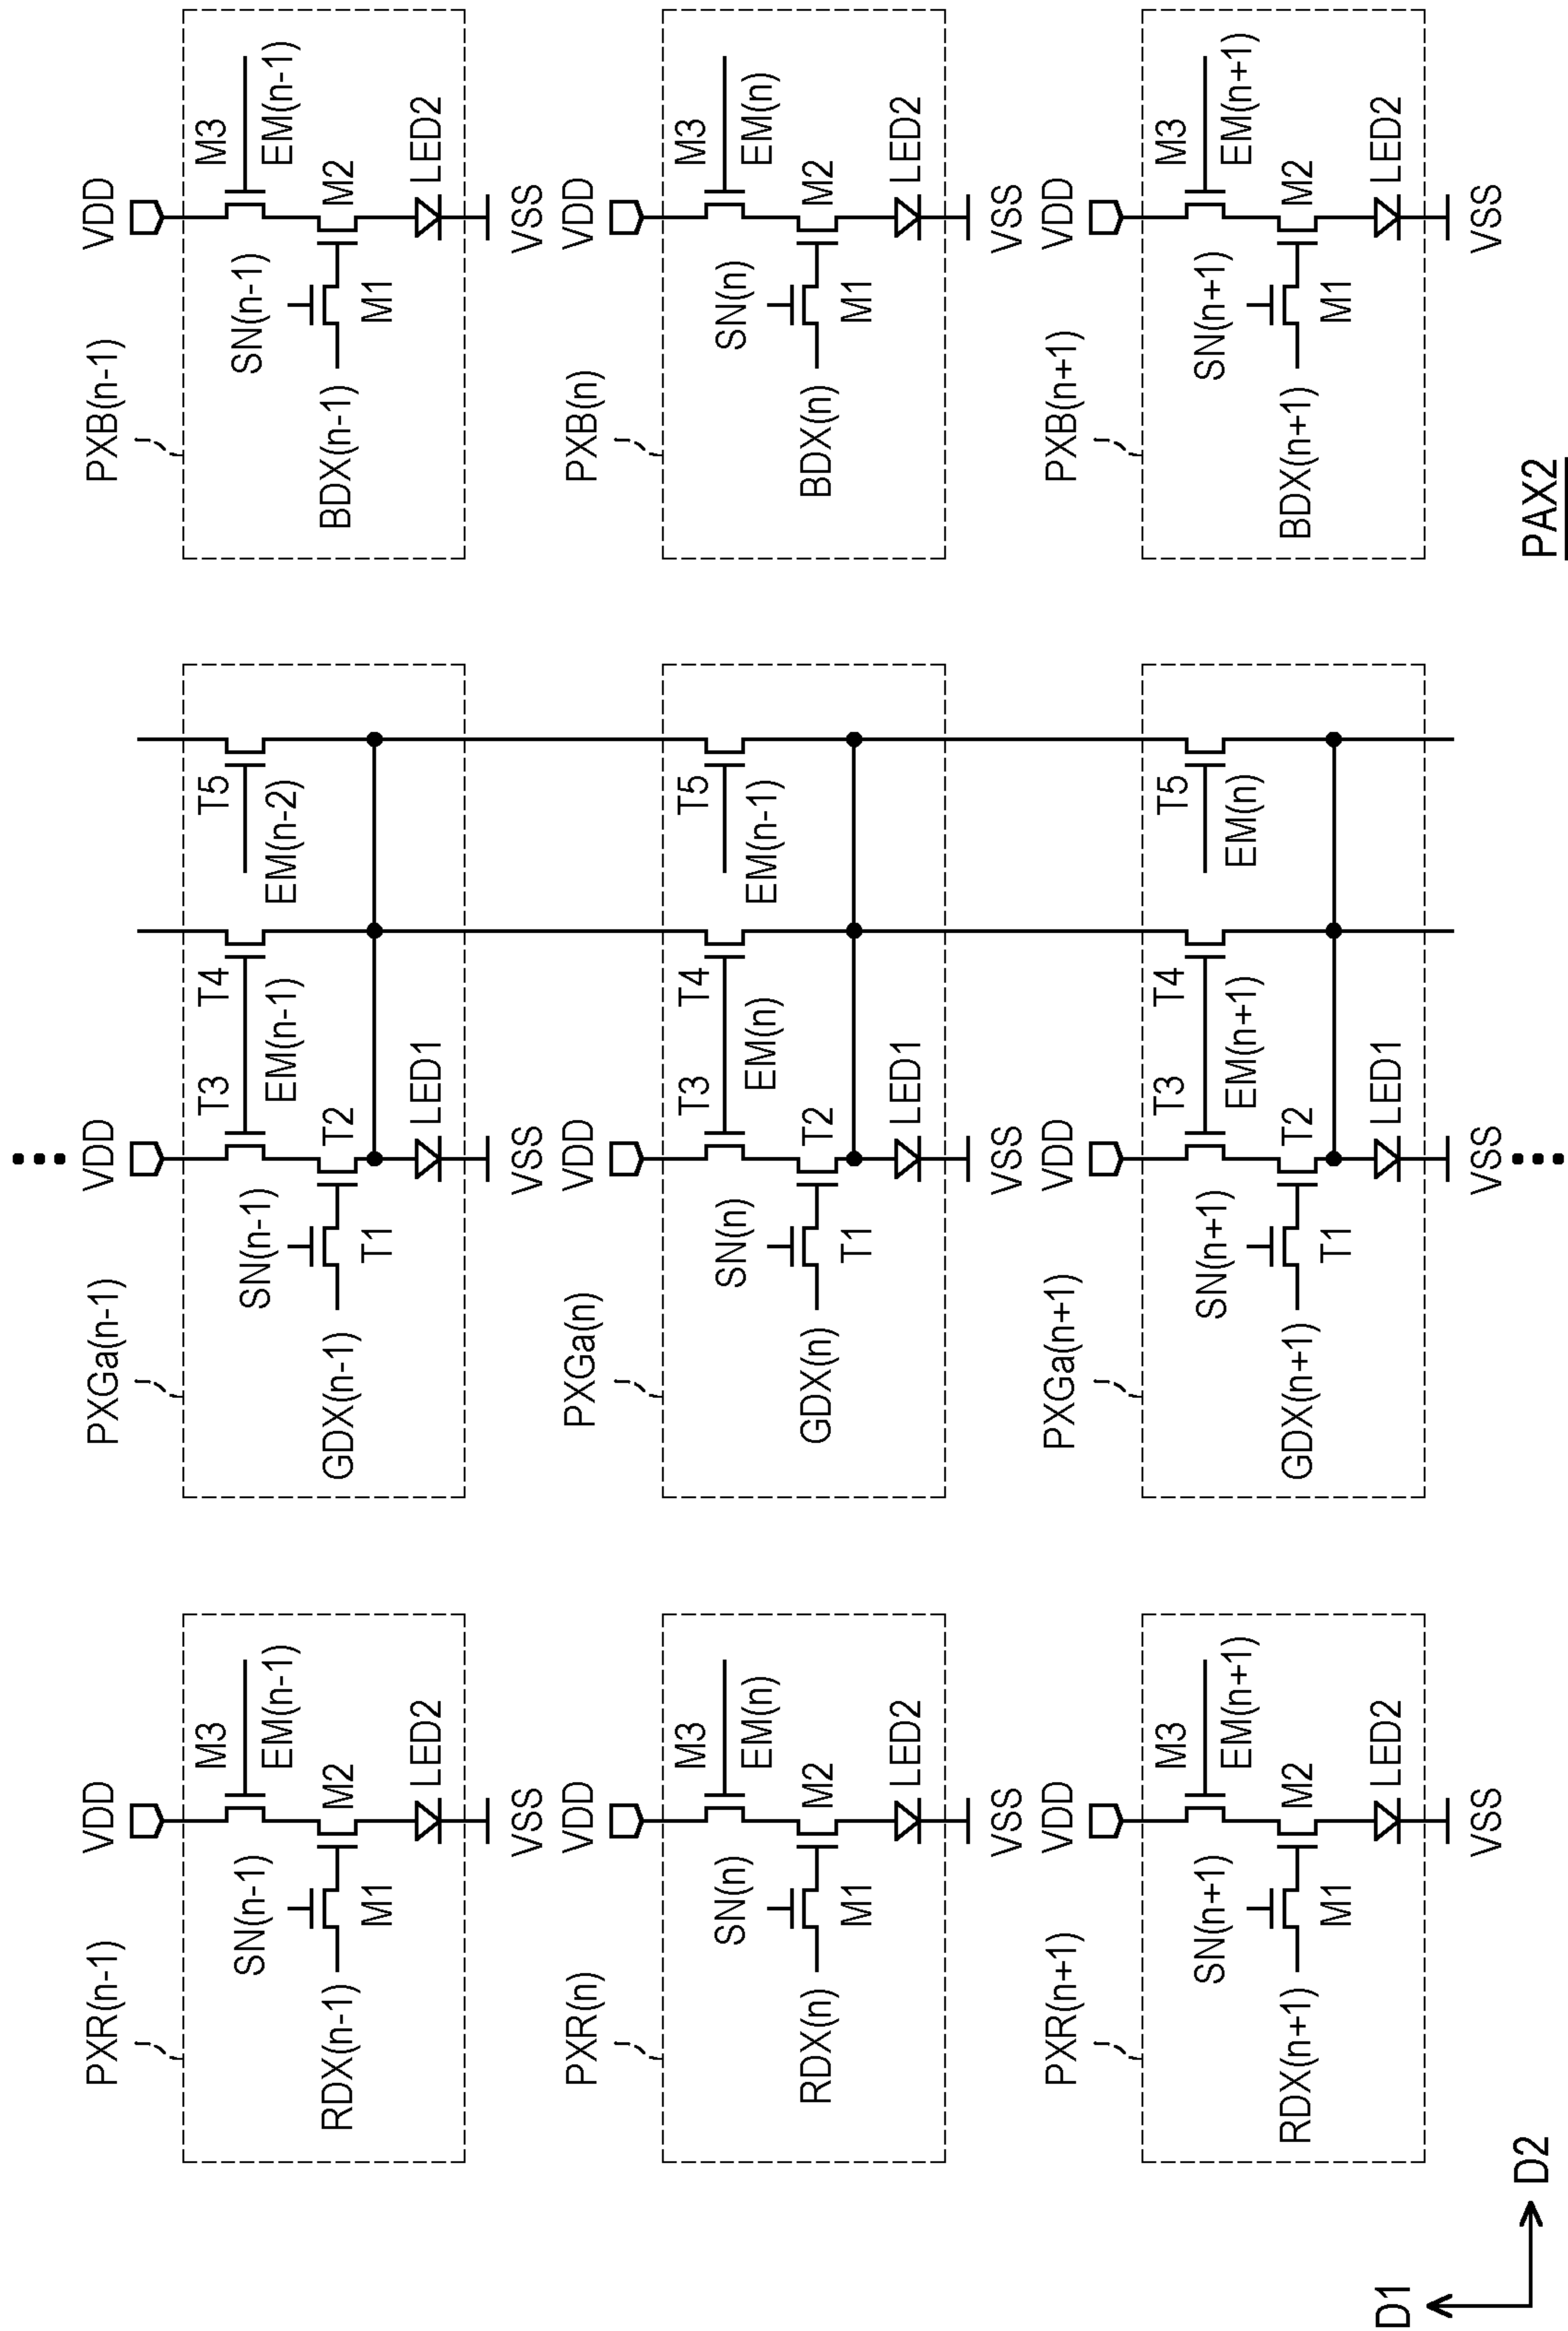 PXR(n-1)
VDD
M3
EM(n-1)
SN(n-1)
M2
M1
RDX(n-1)
LED2
VSS
PXGa(n-1)
VDD
T3
T4
T5
EM(n-1)
EM(n-2)
SN(n-1)
T2
T1
GDX(n-1)
LED1
VSS
PXB(n-1)
VDD
M3
EM(n-1)
SN(n-1)
M2
M1
BDX(n-1)
LED2
VSS
PXR(n)
VDD
M3
EM(n)
SN(n)
M2
M1
RDX(n)
LED2
VSS
PXGa(n)
VDD
T3
T4
T5
EM(n)
EM(n-1)
SN(n)
T2
T1
GDX(n)
LED1
VSS
PXB(n)
VDD
M3
EM(n)
SN(n)
M2
M1
BDX(n)
LED2
VSS
PXR(n+1)
VDD
M3
EM(n+1)
SN(n+1)
M2
M1
RDX(n+1)
LED2
VSS
PXGa(n+1)
VDD
T3
T4
T5
EM(n+1)
EM(n)
SN(n+1)
T2
T1
GDX(n+1)
LED1
VSS
PXB(n+1)
VDD
M3
EM(n+1)
SN(n+1)
M2
M1
BDX(n+1)
LED2
VSS
D1
D2
PAX2